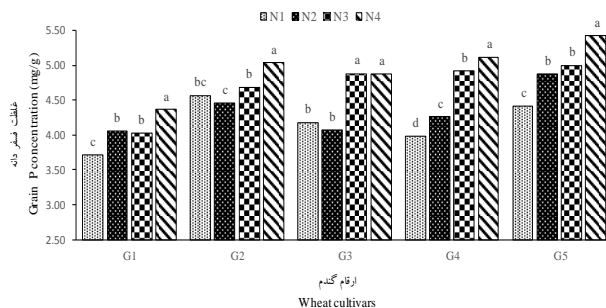 N1 N2 N3 N4
5.50
5.00
4.50
4.00
3.50
3.00
2.50
غلظت فسفر دانه
Grain P concentration (mg/g)
c b b a
bc c b a
b b a a
d c b a
c b b a
G1 G2 G3 G4 G5
ارقام گندم
Wheat cultivars